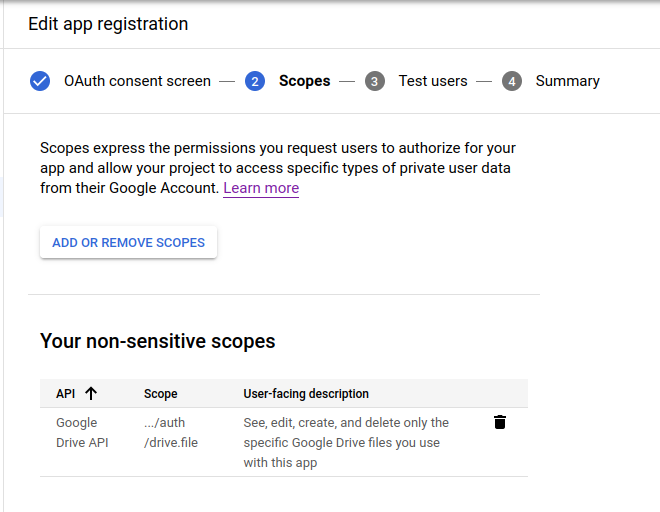 Edit app registration
OAuth consent screen 2 Scopes 3 Test users 4 Summary
Scopes express the permissions you request users to authorize for your
app and allow your project to access specific types of private user data
from their Google Account. Learn more
ADD OR REMOVE SCOPES
Your non-sensitive scopes
API Scope User-facing description
Google .../auth See, edit, create, and delete only the
Drive API /drive.file specific Google Drive files you use
with this app